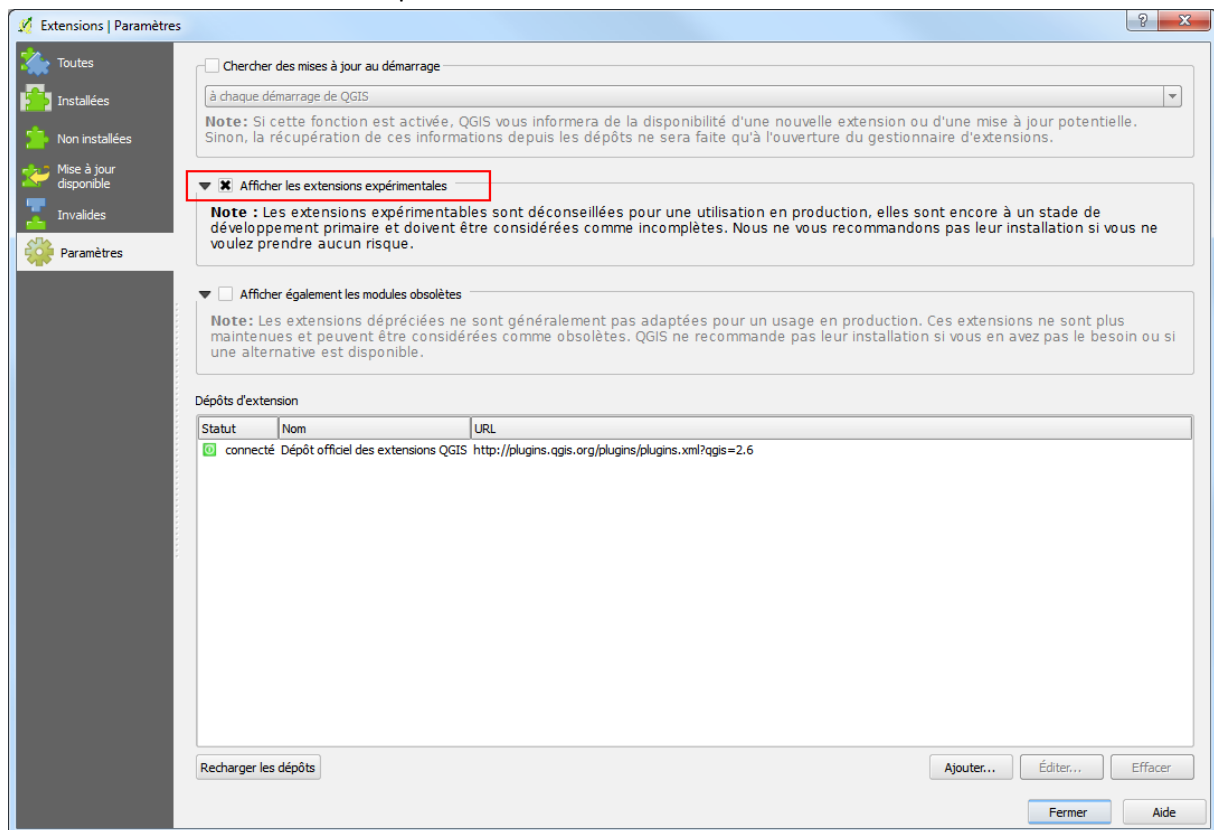 Extensions | Paramètres
Toutes
Installées
Non installées
Mise à jour
disponible
Invalides
Paramètres
Chercher des mises à jour au démarrage
à chaque démarrage de QGIS
Note: Si cette fonction est activée, QGIS vous informera de la disponibilité d'une nouvelle extension ou d'une mise à jour potentielle.
Sinon, la récupération de ces informations depuis les dépôts ne sera faite qu'à l'ouverture du gestionnaire d'extensions.
Afficher les extensions expérimentales
Note : Les extensions expérimentables sont déconseillées pour une utilisation en production, elles sont encore à un stade de
développement primaire et doivent être considérées comme incomplètes. Nous ne vous recommandons pas leur installation si vous ne
voulez prendre aucun risque.
Afficher également les modules obsolètes
Note: Les extensions dépréciées ne sont généralement pas adaptées pour un usage en production. Ces extensions ne sont plus
maintenues et peuvent être considérées comme obsolètes. QGIS ne recommande pas leur installation si vous en avez pas le besoin ou si
une alternative est disponible.
Dépôts d'extension
Statut Nom URL
connecté Dépôt officiel des extensions QGIS http://plugins.qgis.org/plugins/plugins.xml?qgis=2.6
Recharger les dépôts Ajouter... Éditer... Effacer
Fermer Aide